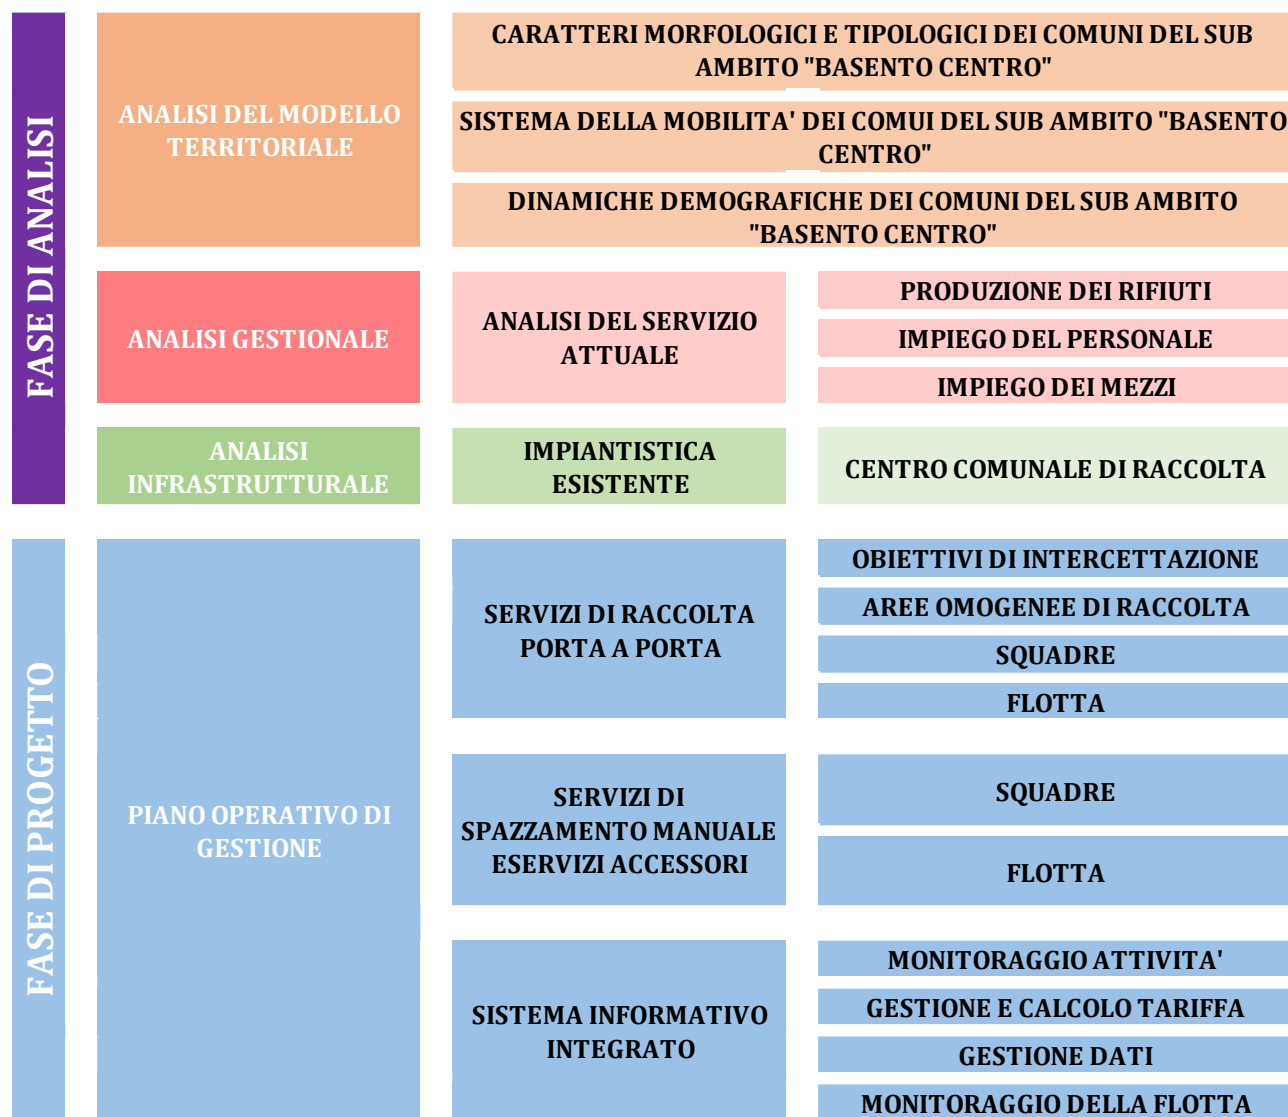 FASE DI ANALISI
ANALISI DEL MODELLO
TERRITORIALE
CARATTERI MORFOLOGICI E TIPOLOGICI DEI COMUNI DEL SUB
AMBITO "BASENTO CENTRO"
SISTEMA DELLA MOBILITA' DEI COMUI DEL SUB AMBITO "BASENTO
CENTRO"
DINAMICHE DEMOGRAFICHE DEI COMUNI DEL SUB AMBITO
"BASENTO CENTRO"
ANALISI GESTIONALE
ANALISI DEL SERVIZIO
ATTUALE
PRODUZIONE DEI RIFIUTI
IMPIEGO DEL PERSONALE
IMPIEGO DEI MEZZI
ANALISI
INFRASTRUTTURALE
IMPIANTISTICA
ESISTENTE
CENTRO COMUNALE DI RACCOLTA
FASE DI PROGETTO
PIANO OPERATIVO DI
GESTIONE
SERVIZI DI RACCOLTA
PORTA A PORTA
OBIETTIVI DI INTERCETTAZIONE
AREE OMOGENEE DI RACCOLTA
SQUADRE
FLOTTA
SERVIZI DI
SPAZZAMENTO MANUALE
ESERVIZI ACCESSORI
SQUADRE
FLOTTA
SISTEMA INFORMATIVO
INTEGRATO
MONITORAGGIO ATTIVITA'
GESTIONE E CALCOLO TARIFFA
GESTIONE DATI
MONITORAGGIO DELLA FLOTTA